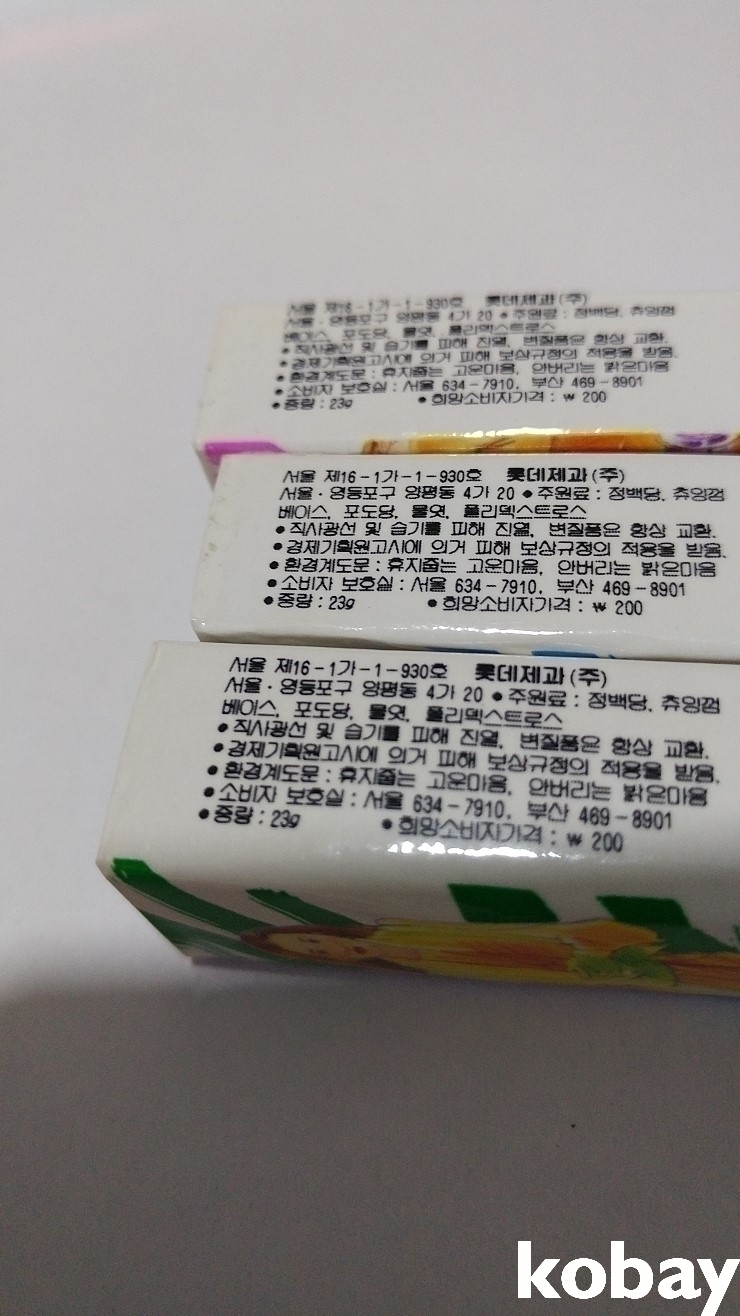 서울 제16-1가-1-930호 롯데제과(주)
서울·영등포구 양평동 4가 20 ●주원료 : 정백당, 츄잉껌
베이스, 포도당, 물엿, 폴리덱스트로스
●직사광선 및 습기를 피해 진열, 변질품은 항상 교환.
●경제기획원고시에 의거 피해 보상규정의 적용을 받음.
●환경계도문 : 휴지줍는 고운마음, 안버리는 밝은마음
●소비자 보호실 : 서울 634-7910, 부산 469-8901
●중량 : 23g ●희망소비자가격 : ₩ 200
서울 제16-1가-1-930호 롯데제과(주)
서울·영등포구 양평동 4가 20 ●주원료 : 정백당, 츄잉껌
베이스, 포도당, 물엿, 폴리덱스트로스
●직사광선 및 습기를 피해 진열, 변질품은 항상 교환.
●경제기획원고시에 의거 피해 보상규정의 적용을 받음.
●환경계도문 : 휴지줍는 고운마음, 안버리는 밝은마음
●소비자 보호실 : 서울 634-7910, 부산 469-8901
●중량 : 23g ●희망소비자가격 : ₩ 200
서울 제16-1가-1-930호 롯데제과(주)
서울·영등포구 양평동 4가 20 ●주원료 : 정백당, 츄잉껌
베이스, 포도당, 물엿, 폴리덱스트로스
●직사광선 및 습기를 피해 진열, 변질품은 항상 교환.
●경제기획원고시에 의거 피해 보상규정의 적용을 받음.
●환경계도문 : 휴지줍는 고운마음, 안버리는 밝은마음
●소비자 보호실 : 서울 634-7910, 부산 469-8901
●중량 : 23g ●희망소비자가격 : ₩ 200
kobay